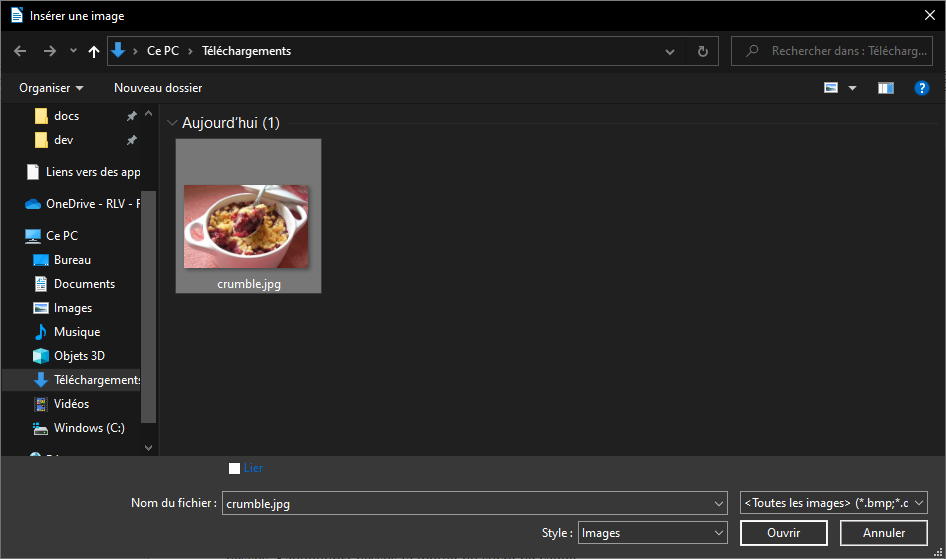 Insérer une image
Ce PC > Téléchargements
Rechercher dans : Télécharg...
Organiser
Nouveau dossier
docs
dev
Liens vers des app
OneDrive - RLV - F
Ce PC
Bureau
Documents
Images
Musique
Objets 3D
Téléchargements
Vidéos
Windows (C:)
Aujourd'hui (1)
crumble.jpg
Lier
Nom du fichier :
crumble.jpg
<Toutes les images> (*.bmp;*.d
Style :
Images
Ouvrir
Annuler